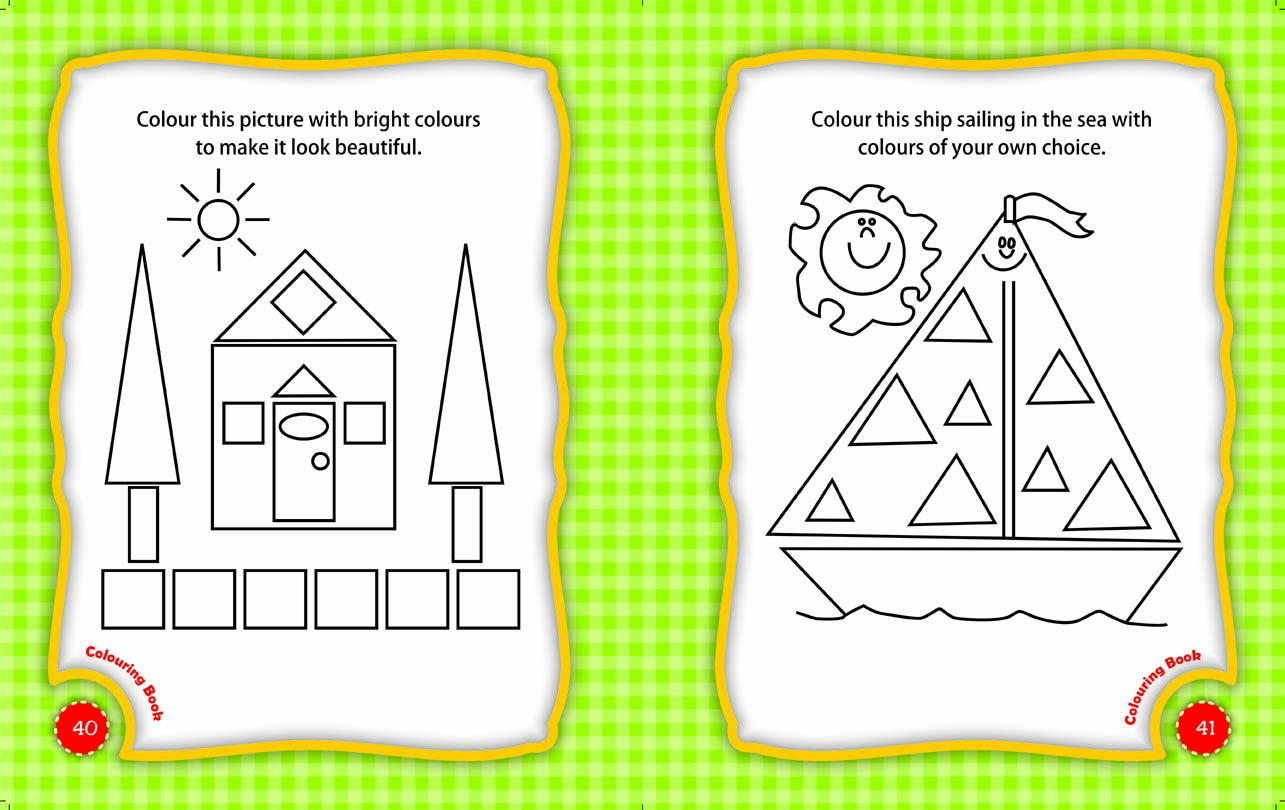 Colour this picture with bright colours
to make it look beautiful.
Colouring Book
40
Colour this ship sailing in the sea with
colours of your own choice.
Colouring Book
41